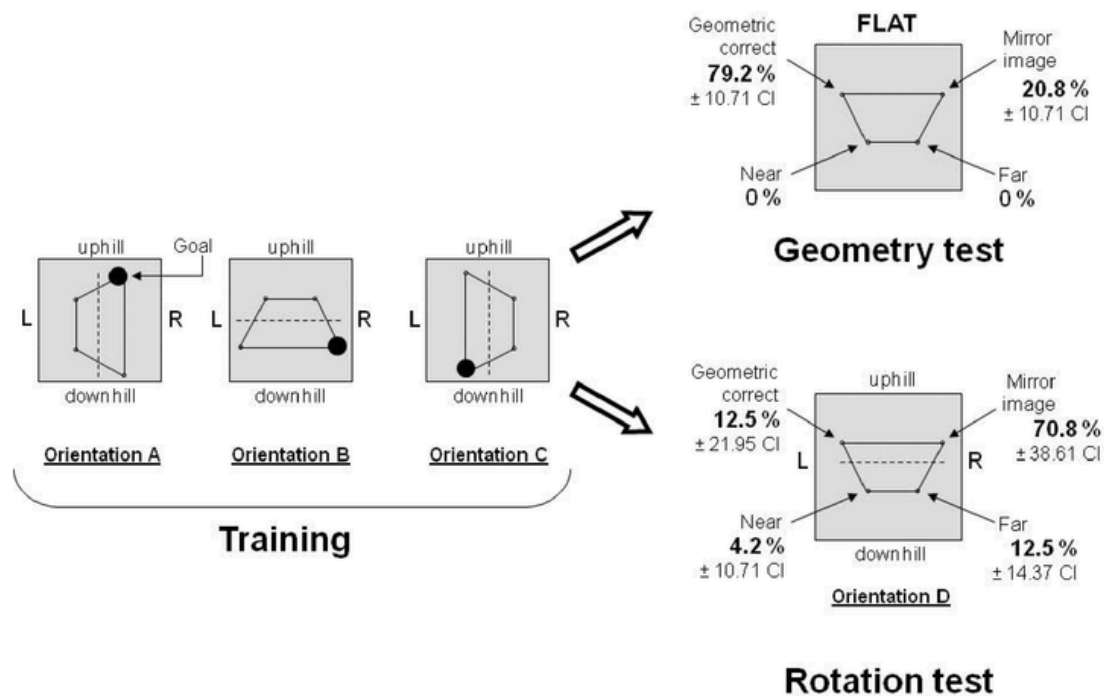 Geometric
correct
79.2 %
± 10.71 CI
FLAT
Mirror
image
20.8 %
± 10.71 CI
Near
0 %
Far
0 %
Geometry test
uphill
Goal
L
R
downhill
Orientation A
uphill
L
R
downhill
Orientation B
uphill
L
R
downhill
Orientation C
Training
Geometric
correct
12.5 %
± 21.95 CI
uphill
Mirror
image
70.8 %
± 38.61 CI
L
R
Near
4.2 %
± 10.71 CI
Far
12.5 %
± 14.37 CI
downhill
Orientation D
Rotation test